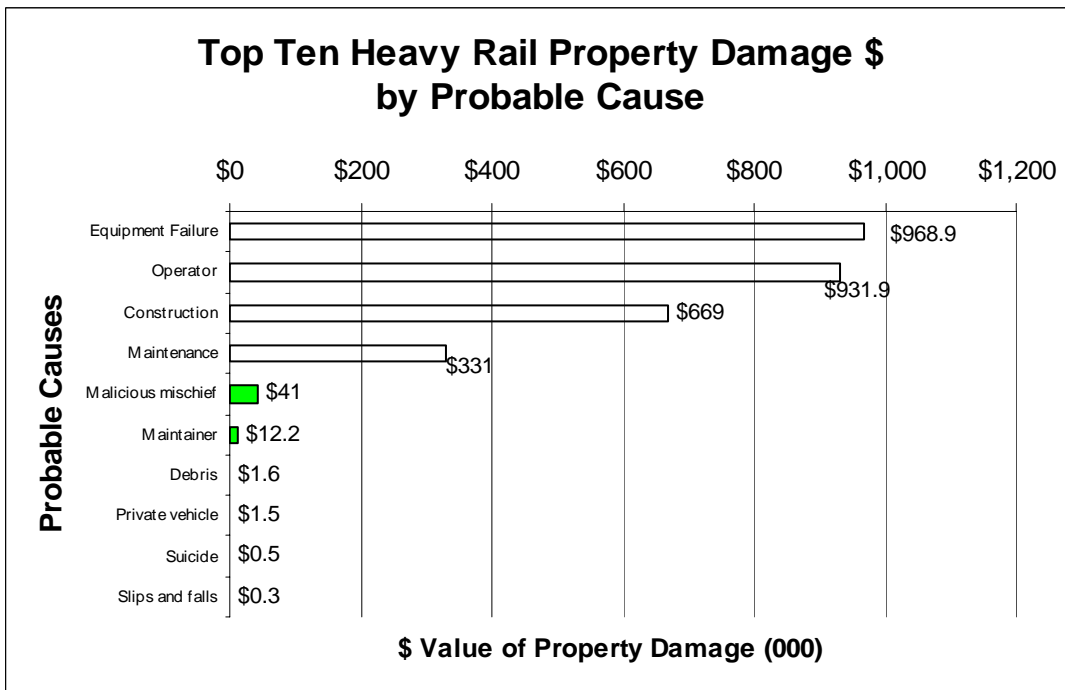 Top Ten Heavy Rail Property Damage $
by Probable Cause
$0 $200 $400 $600 $800 $1,000 $1,200
Probable Causes
Equipment Failure $968.9
Operator $931.9
Construction $669
Maintenance $331
Malicious mischief $41
Maintainer $12.2
Debris $1.6
Private vehicle $1.5
Suicide $0.5
Slips and falls $0.3
$ Value of Property Damage (000)